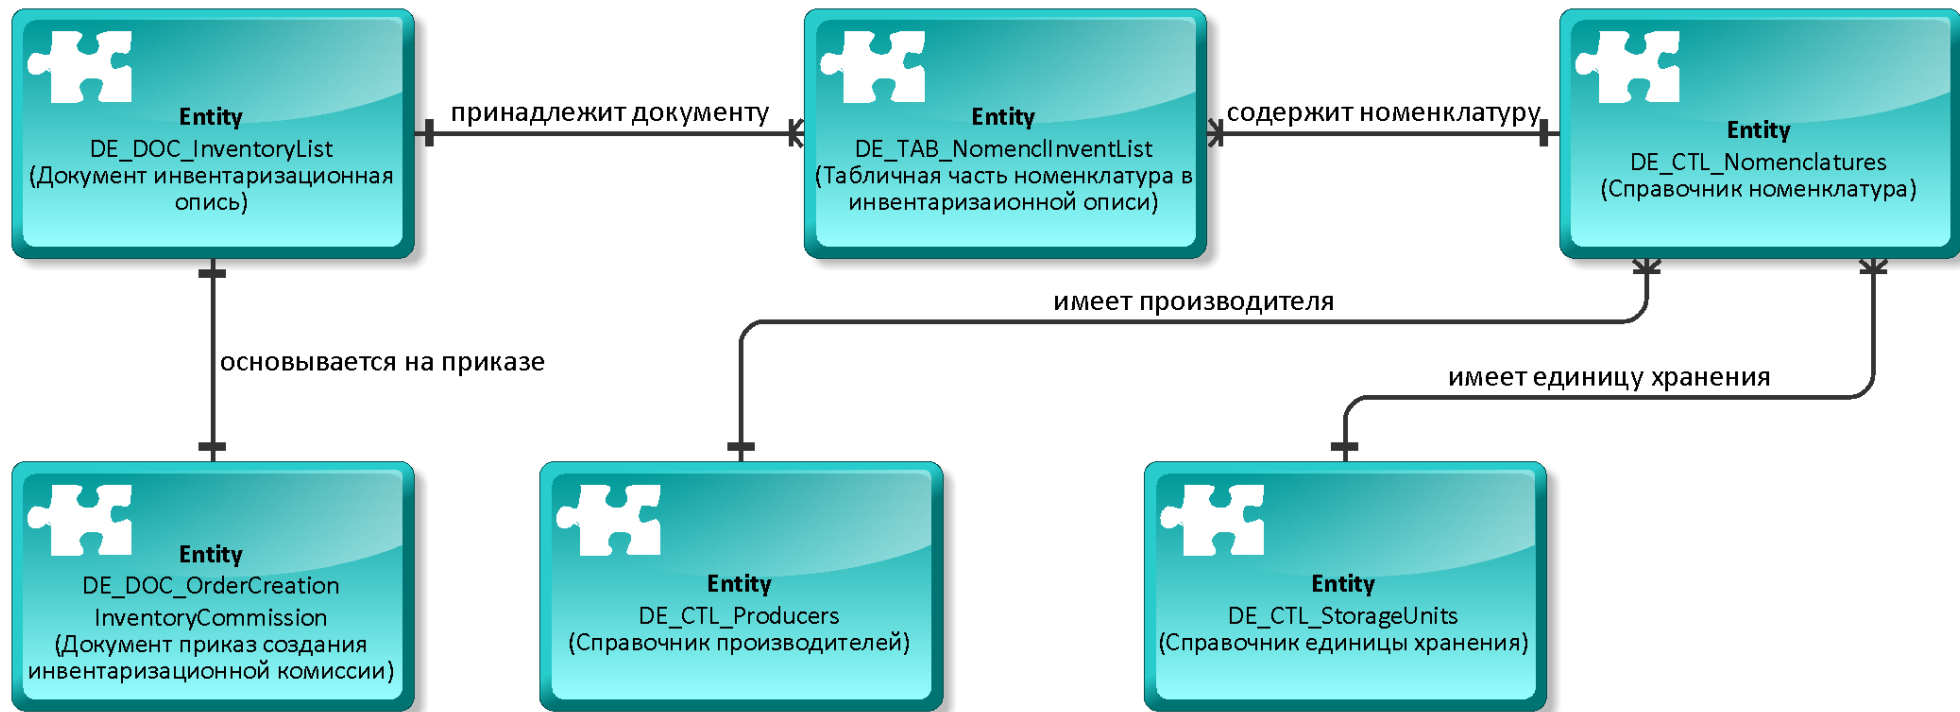 Entity
DE_DOC_InventoryList
(Документ инвентаризационная
опись)
принадлежит документу
Entity
DE_TAB_NomenclInventList
(Табличная часть номенклатура в
инвентаризаионной описи)
содержит номенклатуру
Entity
DE_CTL_Nomenclatures
(Справочник номенклатура)
имеет производителя
основывается на приказе
имеет единицу хранения
Entity
DE_DOC_OrderCreation
InventoryCommission
(Документ приказ создания
инвентаризационной комиссии)
Entity
DE_CTL_Producers
(Справочник производителей)
Entity
DE_CTL_StorageUnits
(Справочник единицы хранения)